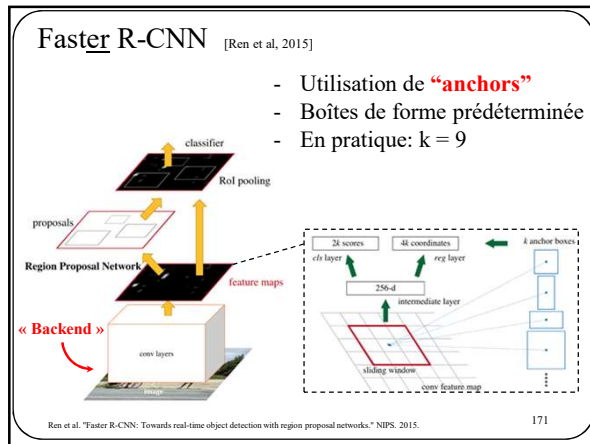 Faster R-CNN [Ren et al, 2015]
- Utilisation de “anchors”
- Boîtes de forme prédéterminée
- En pratique: k = 9
classifier
RoI pooling
proposals
Region Proposal Network
feature maps
« Backend »
conv layers
image
2k scores
4k coordinates
k anchor boxes
cls layer
reg layer
256-d
intermediate layer
sliding window
conv feature map
Ren et al. "Faster R-CNN: Towards real-time object detection with region proposal networks." NIPS. 2015.
171